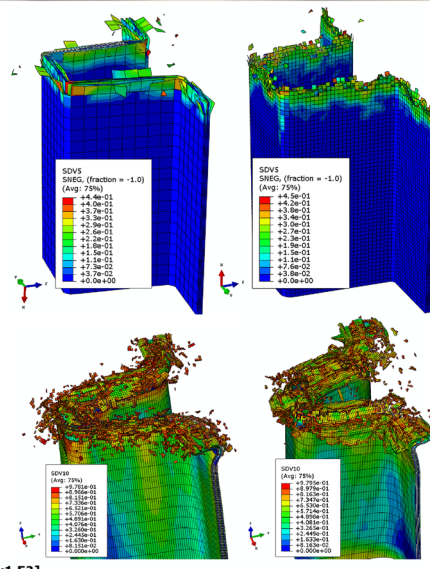 SDV5
SNEG, (fraction = -1.0)
(Avg: 75%)
+4.4e-01
+4.0e-01
+3.7e-01
+3.3e-01
+2.9e-01
+2.6e-01
+2.2e-01
+1.8e-01
+1.5e-01
+1.1e-01
+7.3e-02
+3.7e-02
+0.0e+00
Y
Z
X
SDV5
SNEG, (fraction = -1.0)
(Avg: 75%)
+4.5e-01
+4.2e-01
+3.8e-01
+3.4e-01
+3.0e-01
+2.7e-01
+2.3e-01
+1.9e-01
+1.5e-01
+1.1e-01
+7.6e-02
+3.8e-02
+0.0e+00
X
Z
Y
SDV10
(Avg: 75%)
+9.781e-01
+8.966e-01
+8.151e-01
+7.336e-01
+6.521e-01
+5.706e-01
+4.891e-01
+4.076e-01
+3.260e-01
+2.445e-01
+1.630e-01
+8.151e-02
+0.000e+00
SDV10
(Avg: 75%)
+9.795e-01
+8.979e-01
+8.163e-01
+7.347e-01
+6.530e-01
+5.714e-01
+4.898e-01
+4.081e-01
+3.265e-01
+2.449e-01
+1.633e-01
+8.163e-02
+0.000e+00